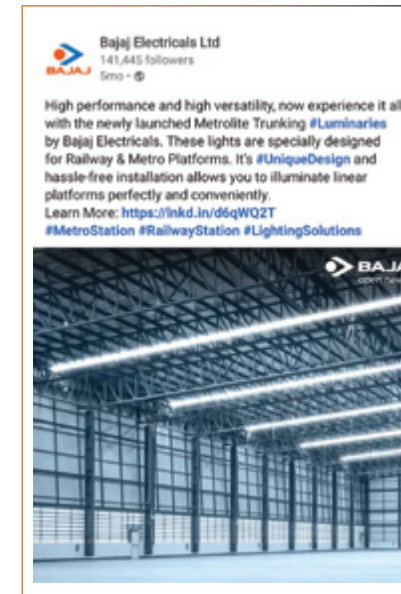 Bajaj Electricals Ltd
141,445 followers
BAJAJ
5mo •
High performance and high versatility, now experience it all
with the newly launched Metrolite Trunking #Luminaries
by Bajaj Electricals. These lights are specially designed
for Railway & Metro Platforms. It's #UniqueDesign and
hassle-free installation allows you to illuminate linear
platforms perfectly and conveniently.
Learn More: https://lnkd.in/d6qWQ2T
#MetroStation #RailwayStation #LightingSolutions